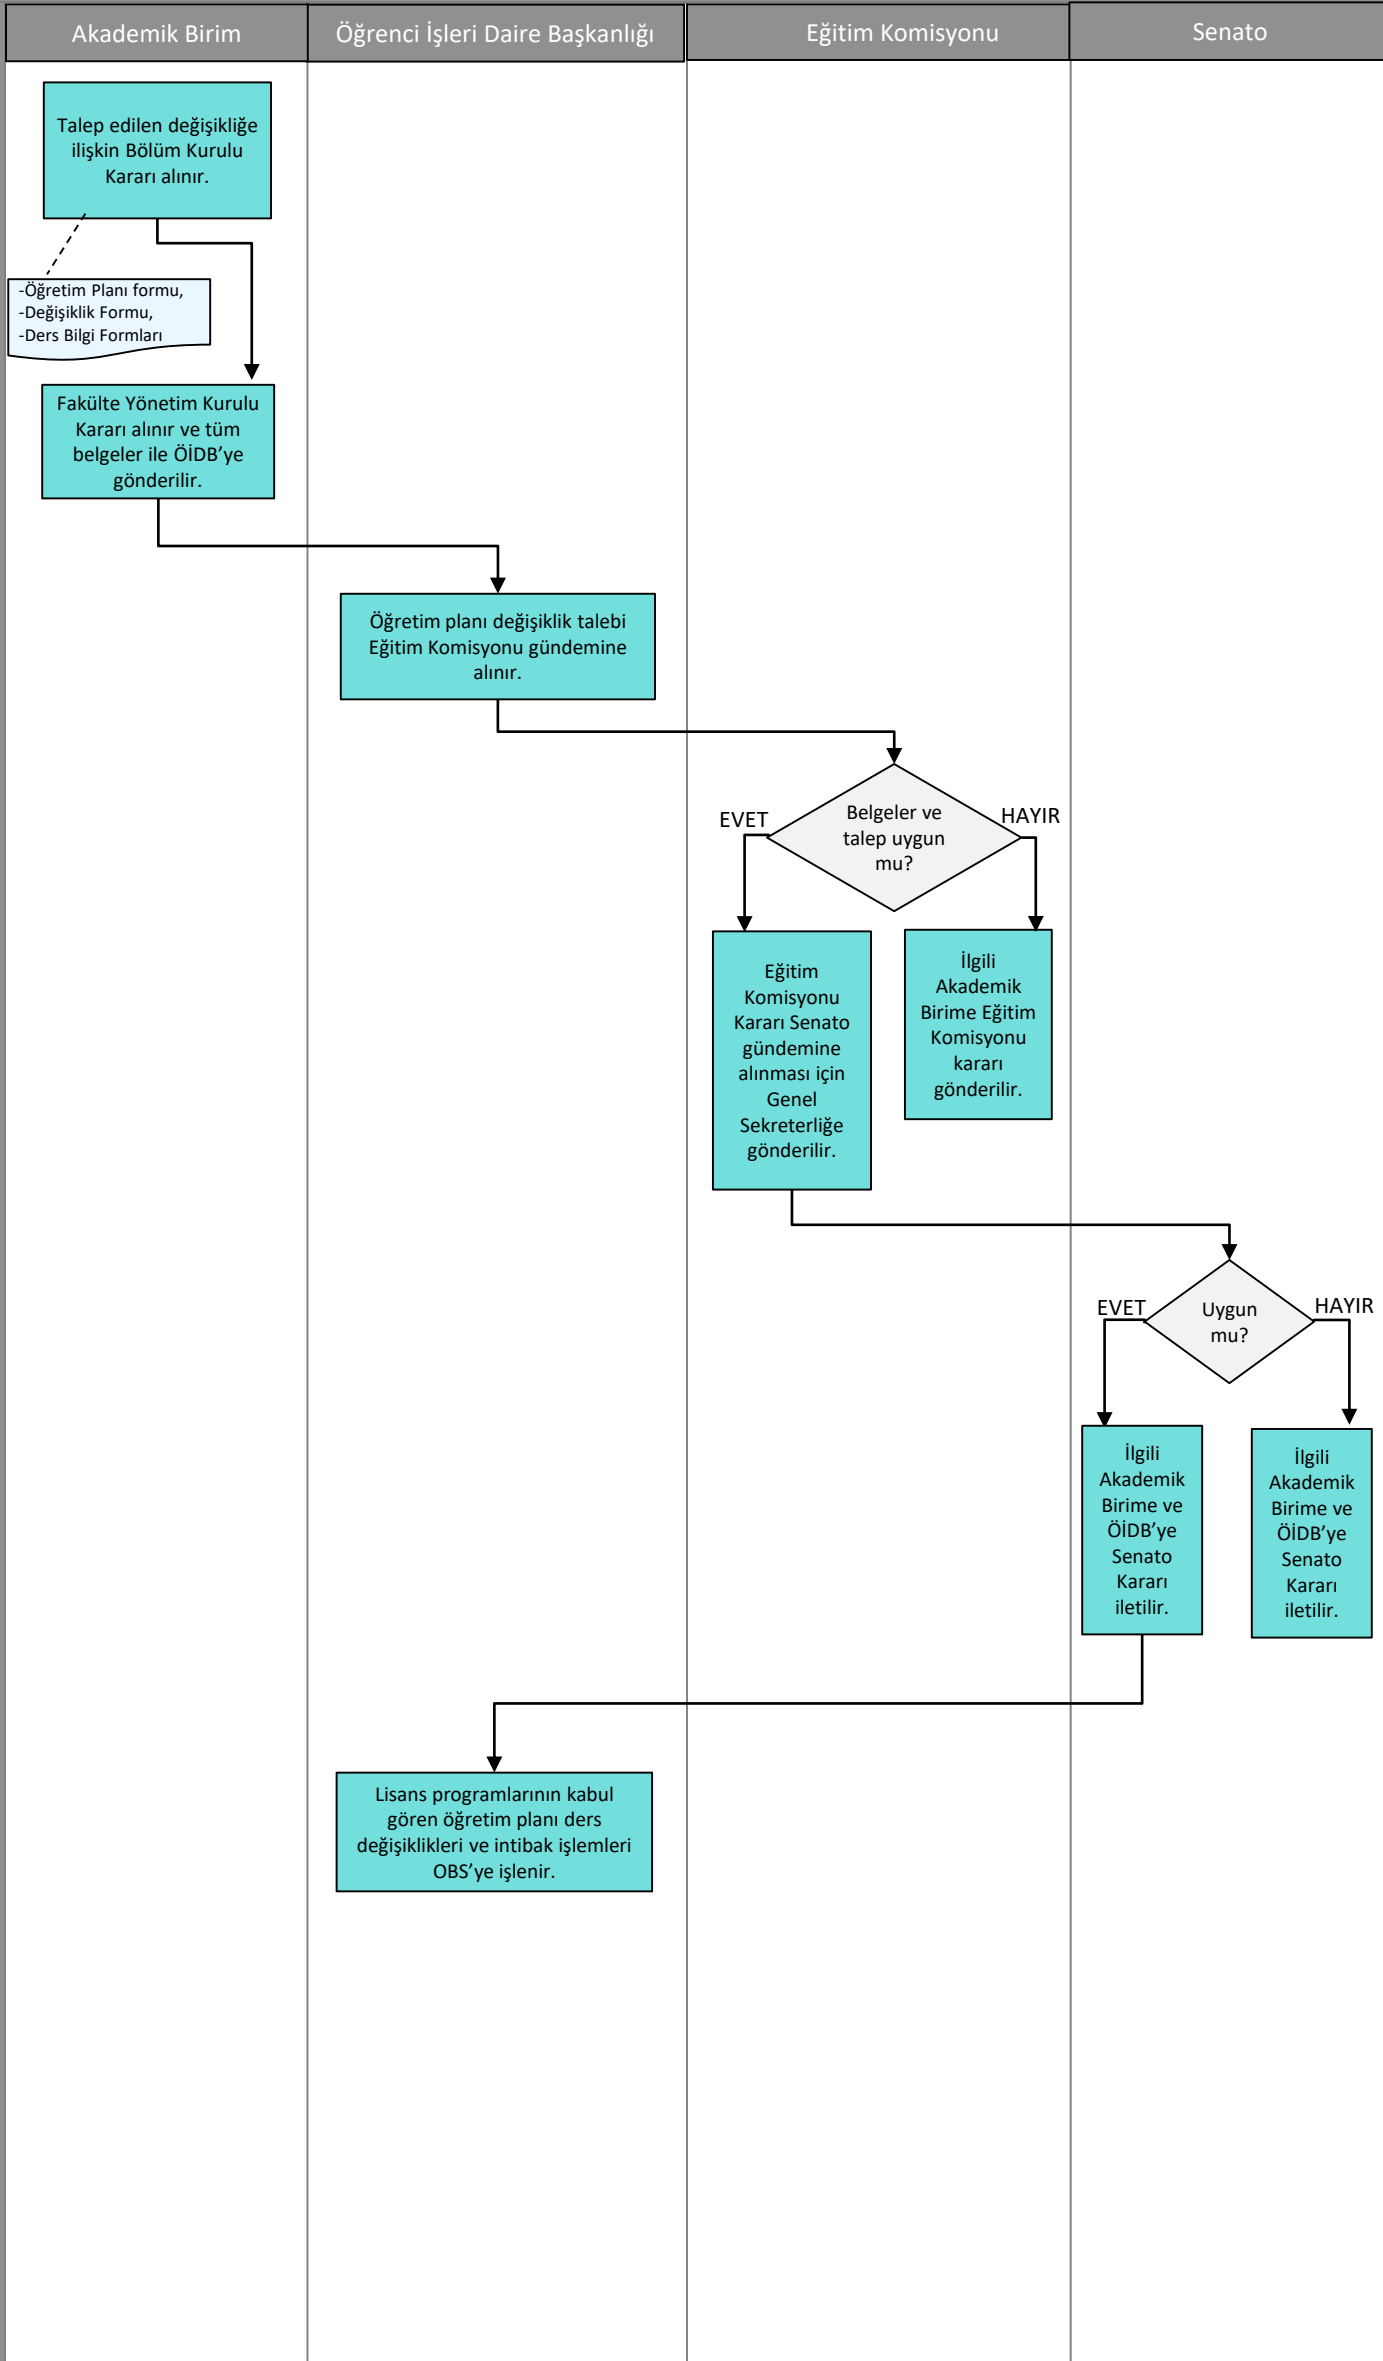 Akademik Birim
Öğrenci İşleri Daire Başkanlığı
Eğitim Komisyonu
Senato
Talep edilen değişikliğe
ilişkin Bölüm Kurulu
Kararı alınır.
-Öğretim Planı formu,
-Değişiklik Formu,
-Ders Bilgi Formları
Fakülte Yönetim Kurulu
Kararı alınır ve tüm
belgeler ile ÖİDB’ye
gönderilir.
Öğretim planı değişiklik talebi
Eğitim Komisyonu gündemine
alınır.
Belgeler ve
talep uygun
mu?
EVET
HAYIR
Eğitim
Komisyonu
Kararı Senato
gündemine
alınması için
Genel
Sekreterliğe
gönderilir.
İlgili
Akademik
Birime Eğitim
Komisyonu
kararı
gönderilir.
Uygun
mu?
EVET
HAYIR
İlgili
Akademik
Birime ve
ÖİDB’ye
Senato
Kararı
iletilir.
İlgili
Akademik
Birime ve
ÖİDB’ye
Senato
Kararı
iletilir.
Lisans programlarının kabul
gören öğretim planı ders
değişiklikleri ve intibak işlemleri
OBS’ye işlenir.